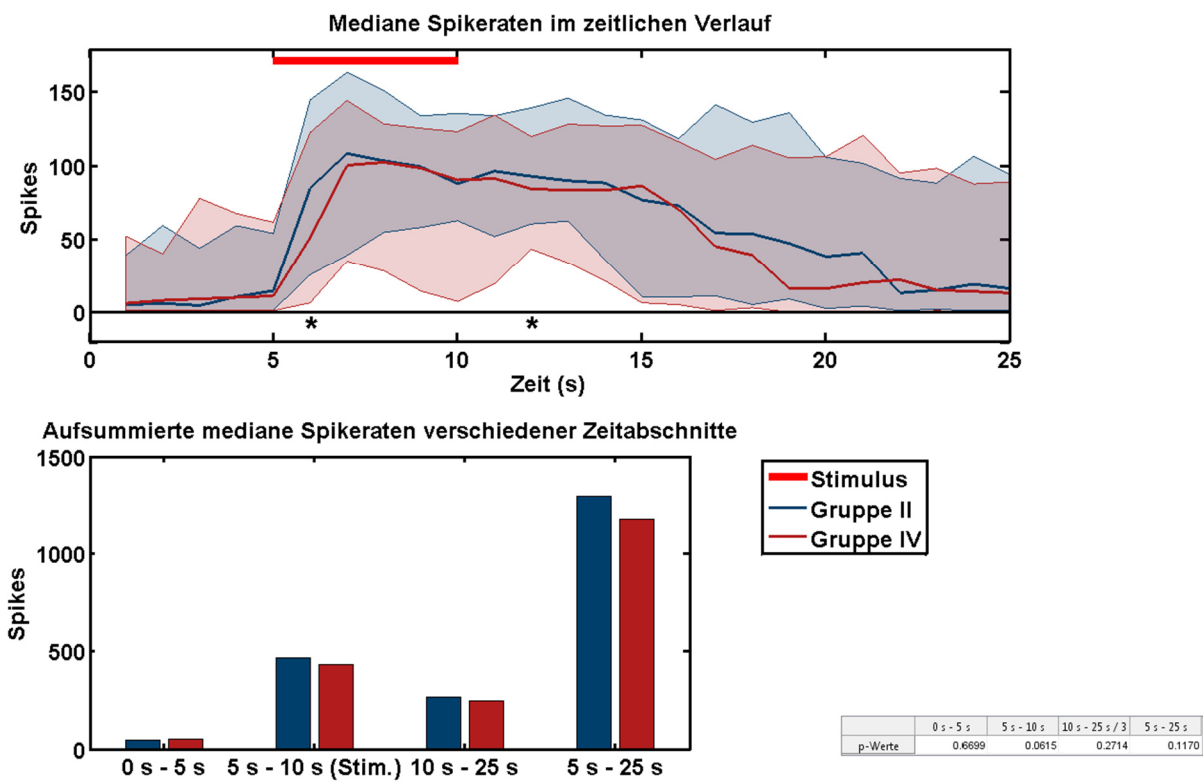 Mediane Spikeraten im zeitlichen Verlauf
150
100
50
0
Spikes
* *
0 5 10 15 20 25
Zeit (s)
Aufsummierte mediane Spikeraten verschiedener Zeitabschnitte
1500
1000
500
0
Spikes
0 s - 5 s 5 s - 10 s (Stim.) 10 s - 25 s 5 s - 25 s
Stimulus
Gruppe II
Gruppe IV
0 s - 5 s 5 s - 10 s 10 s - 25 s / 3 5 s - 25 s
p-Werte 0.6699 0.0615 0.2714 0.1170